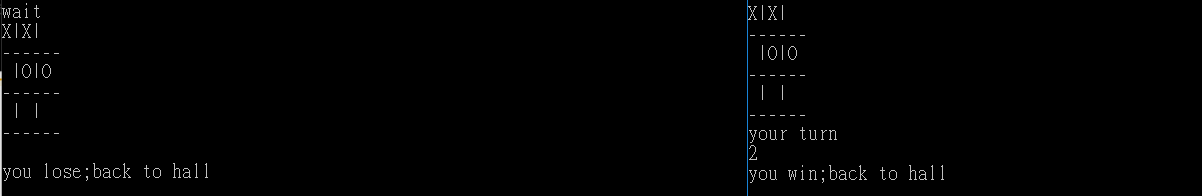 wait
X|X|
------
 |O|O
------
 | |
------
you lose;back to hall
X|X|
------
 |O|O
------
 | |
------
your turn
2
you win;back to hall